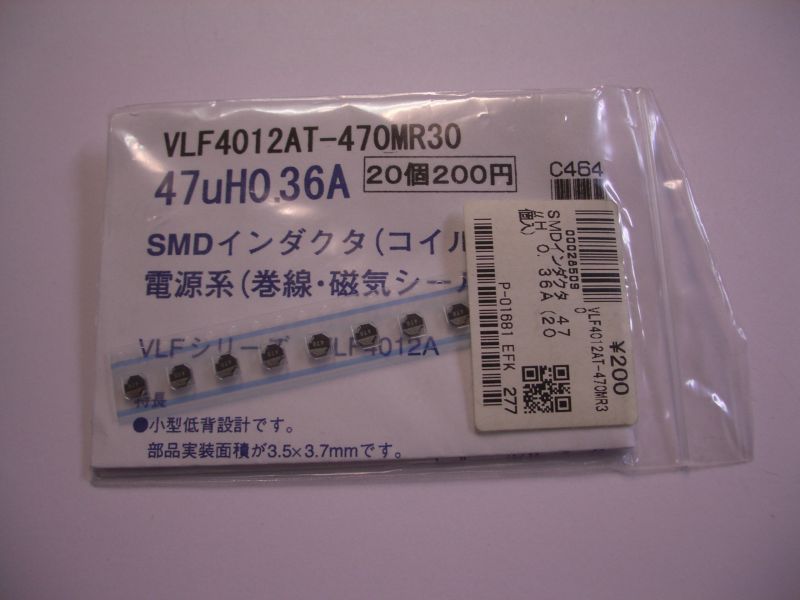 VLF4012AT-470MR30
47uH0.36A 20個200円
C464
SMDインダクタ(コイル
電源系(巻線・磁気シール
VLFシリーズ VLF4012A
特長
●小型低背設計です。
部品実装面積が3.5×3.7mmです。
¥200
VLF4012AT-470MR3
0
00028509
SMDインダクタ 47
uH 0.36A (20
個入)
P-01681 EFK 277